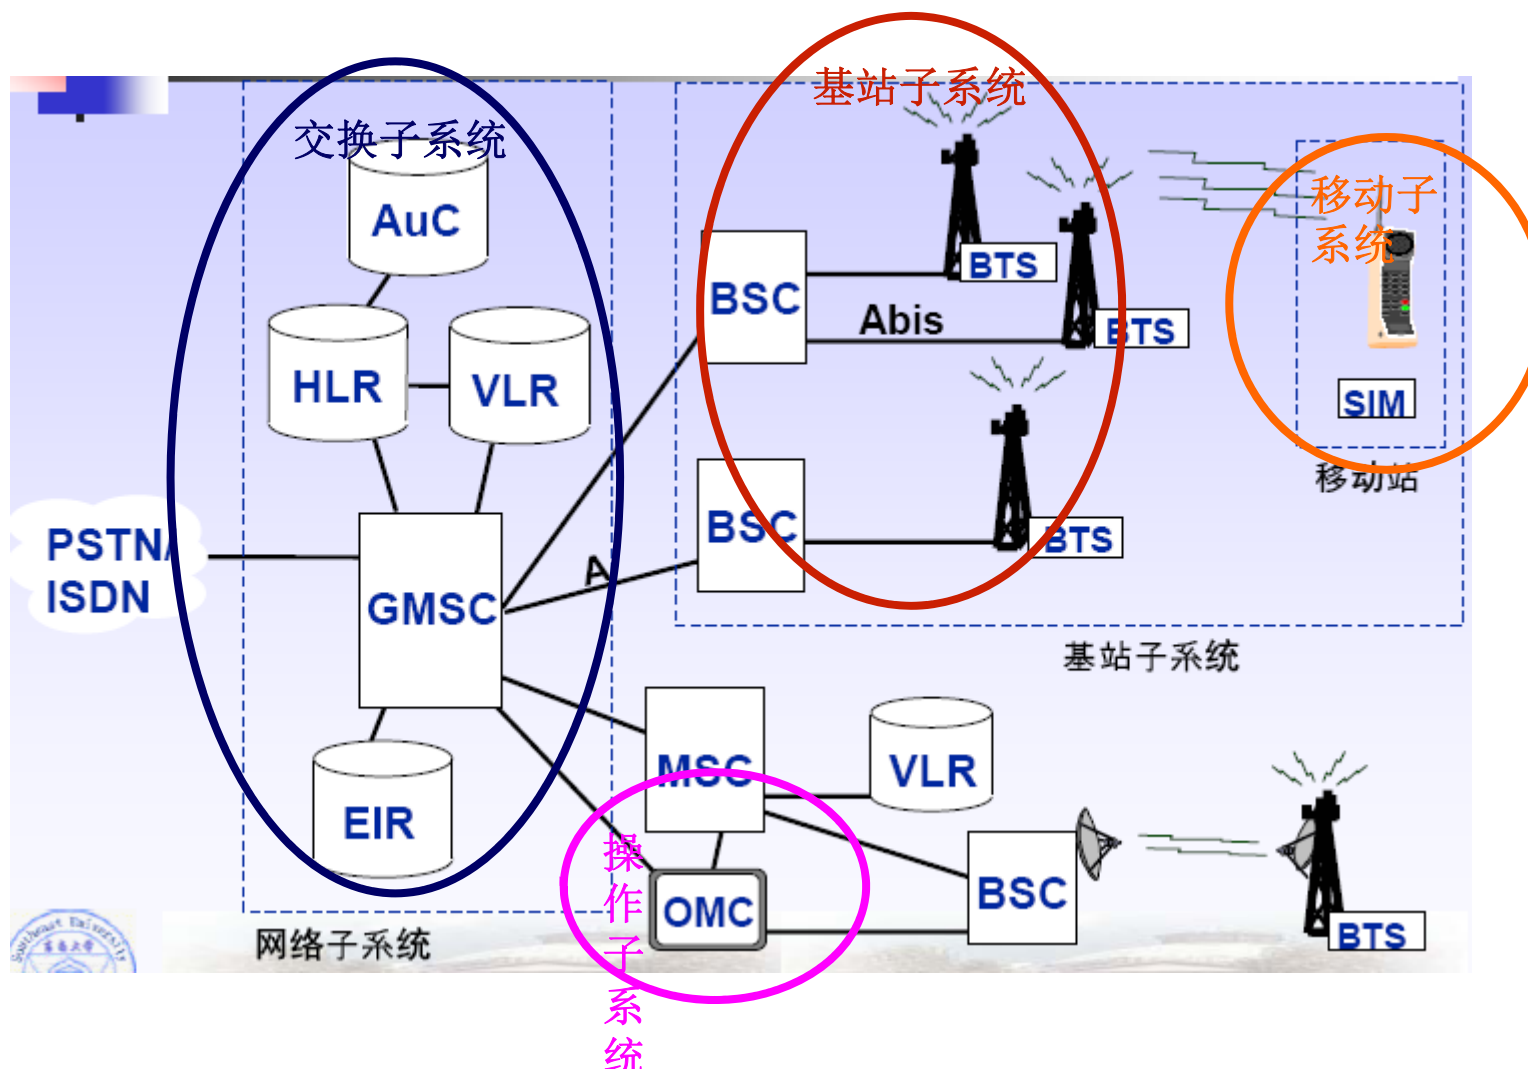 基站子系统
交换子系统
AuC
移动子
系统
BTS
BSC
Abis
BTS
HLR
VLR
SIM
移动站
BSC
BTS
PSTN/
ISDN
A
GMSC
基站子系统
MSC
VLR
EIR
操
作
子
系
统
OMC
BSC
BTS
网络子系统
Southeast University